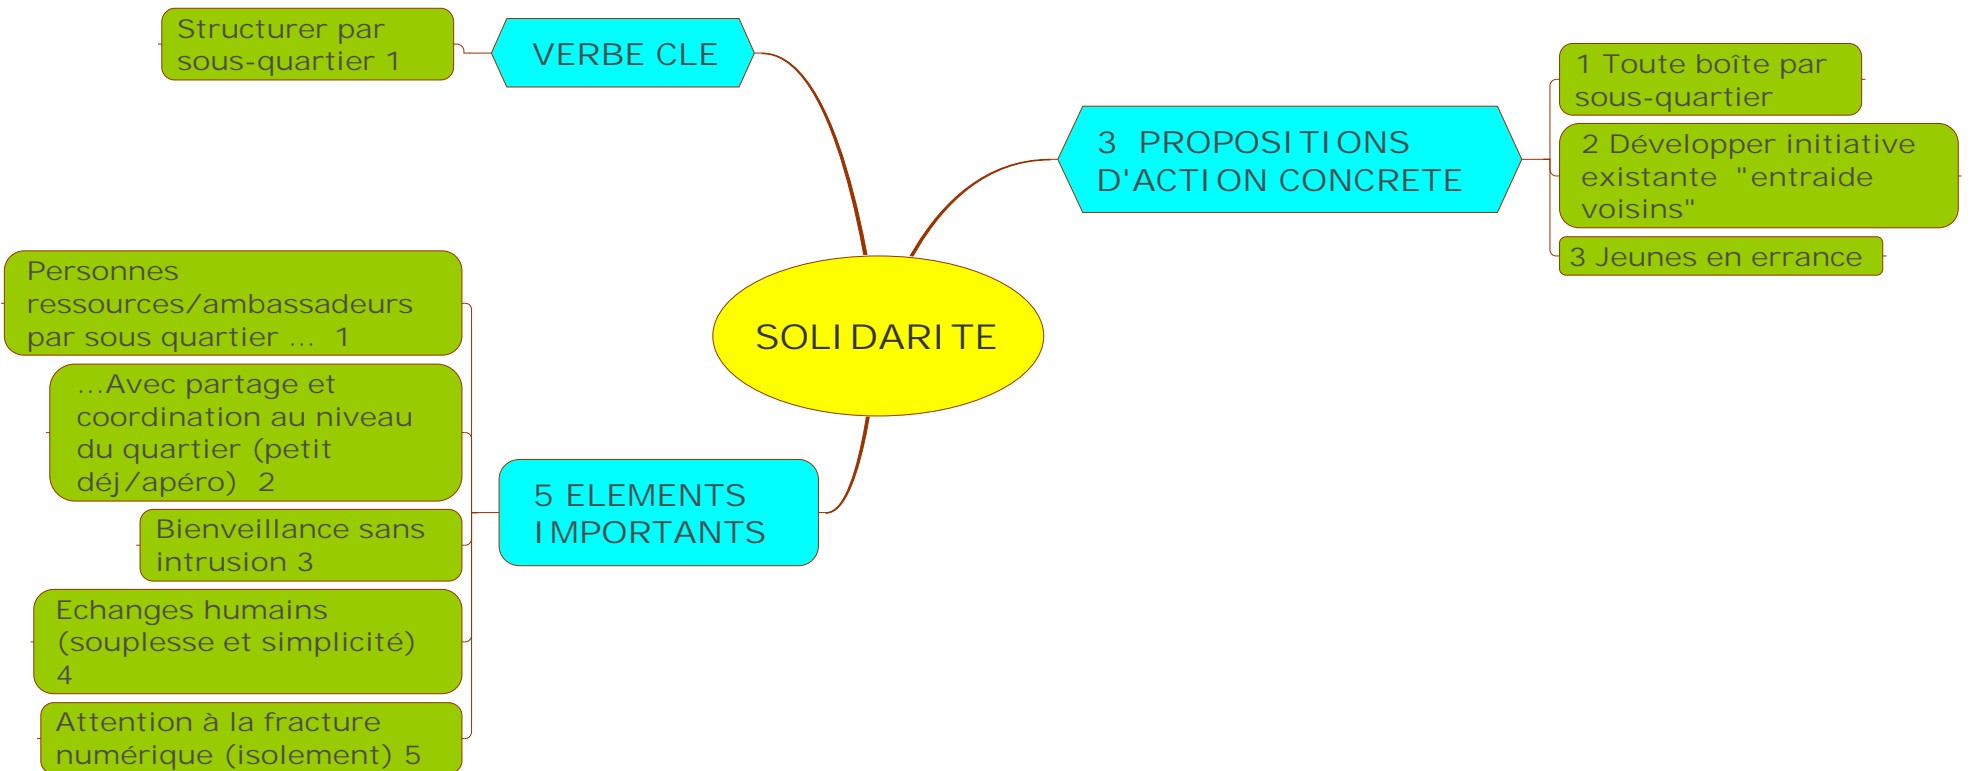 Structurer par
sous-quartier 1
VERBE CLE
3 PROPOSITIONS
D'ACTION CONCRETE
1 Toute boîte par
sous-quartier
2 Développer initiative
existante "entraide
voisins"
3 Jeunes en errance
SOLIDARITE
Personnes
ressources/ambassadeurs
par sous quartier ... 1
...Avec partage et
coordination au niveau
du quartier (petit
déj/apéro) 2
Bienveillance sans
intrusion 3
Echanges humains
(souplesse et simplicité)
4
Attention à la fracture
numérique (isolement) 5
5 ELEMENTS
IMPORTANTS